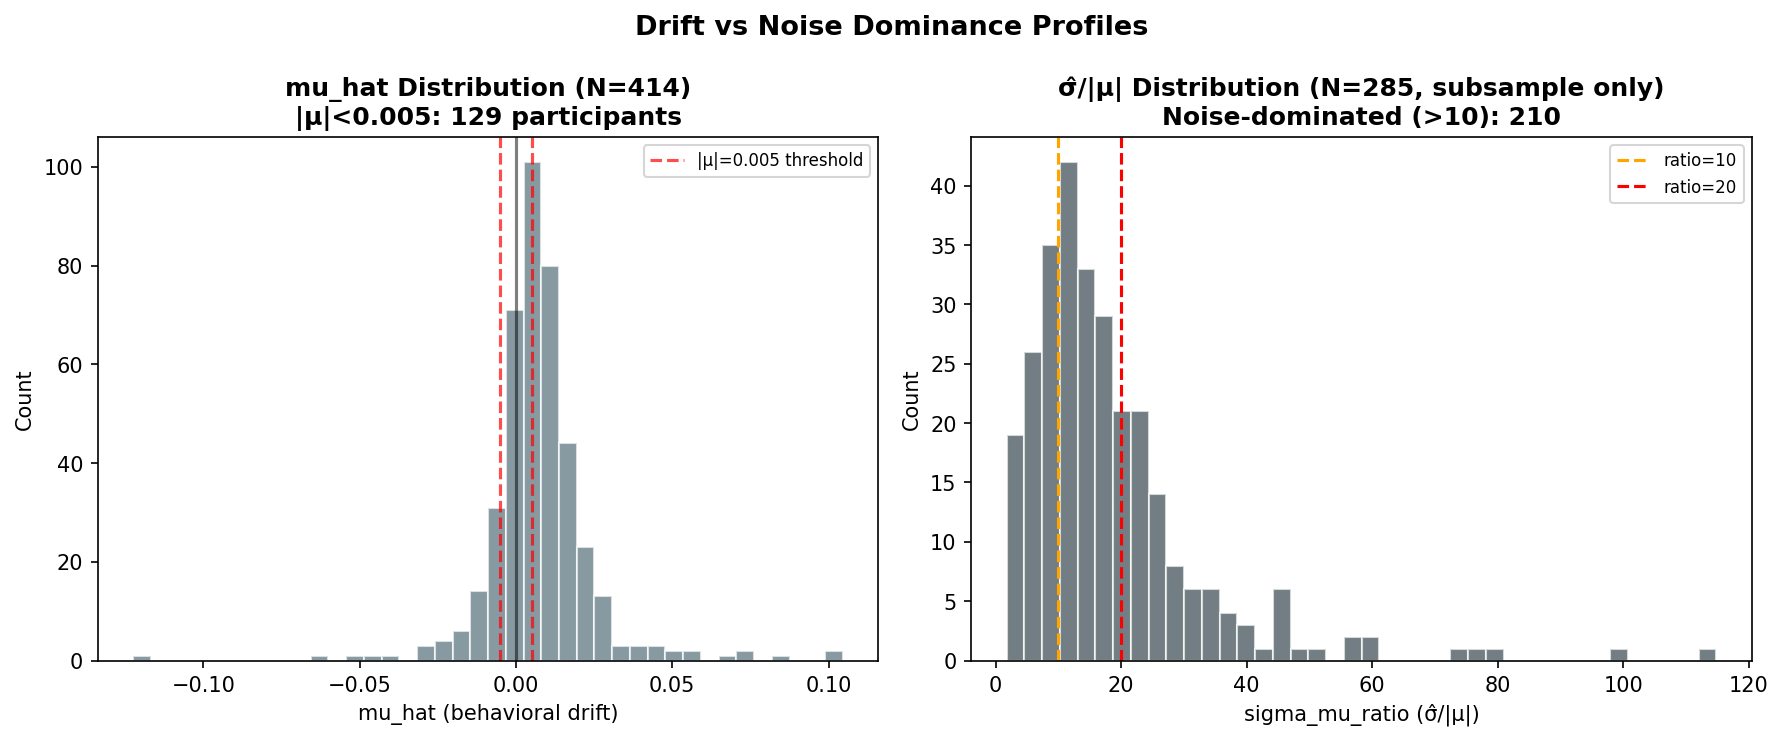 Drift vs Noise Dominance Profiles
mu_hat Distribution (N=414)
|μ|<0.005: 129 participants
100
80
60
40
20
0
Count
|μ|=0.005 threshold
−0.10
−0.05
0.00
0.05
0.10
mu_hat (behavioral drift)
σ̂/|μ| Distribution (N=285, subsample only)
Noise-dominated (>10): 210
40
35
30
25
20
15
10
5
0
Count
ratio=10
ratio=20
0
20
40
60
80
100
120
sigma_mu_ratio (σ̂/|μ|)